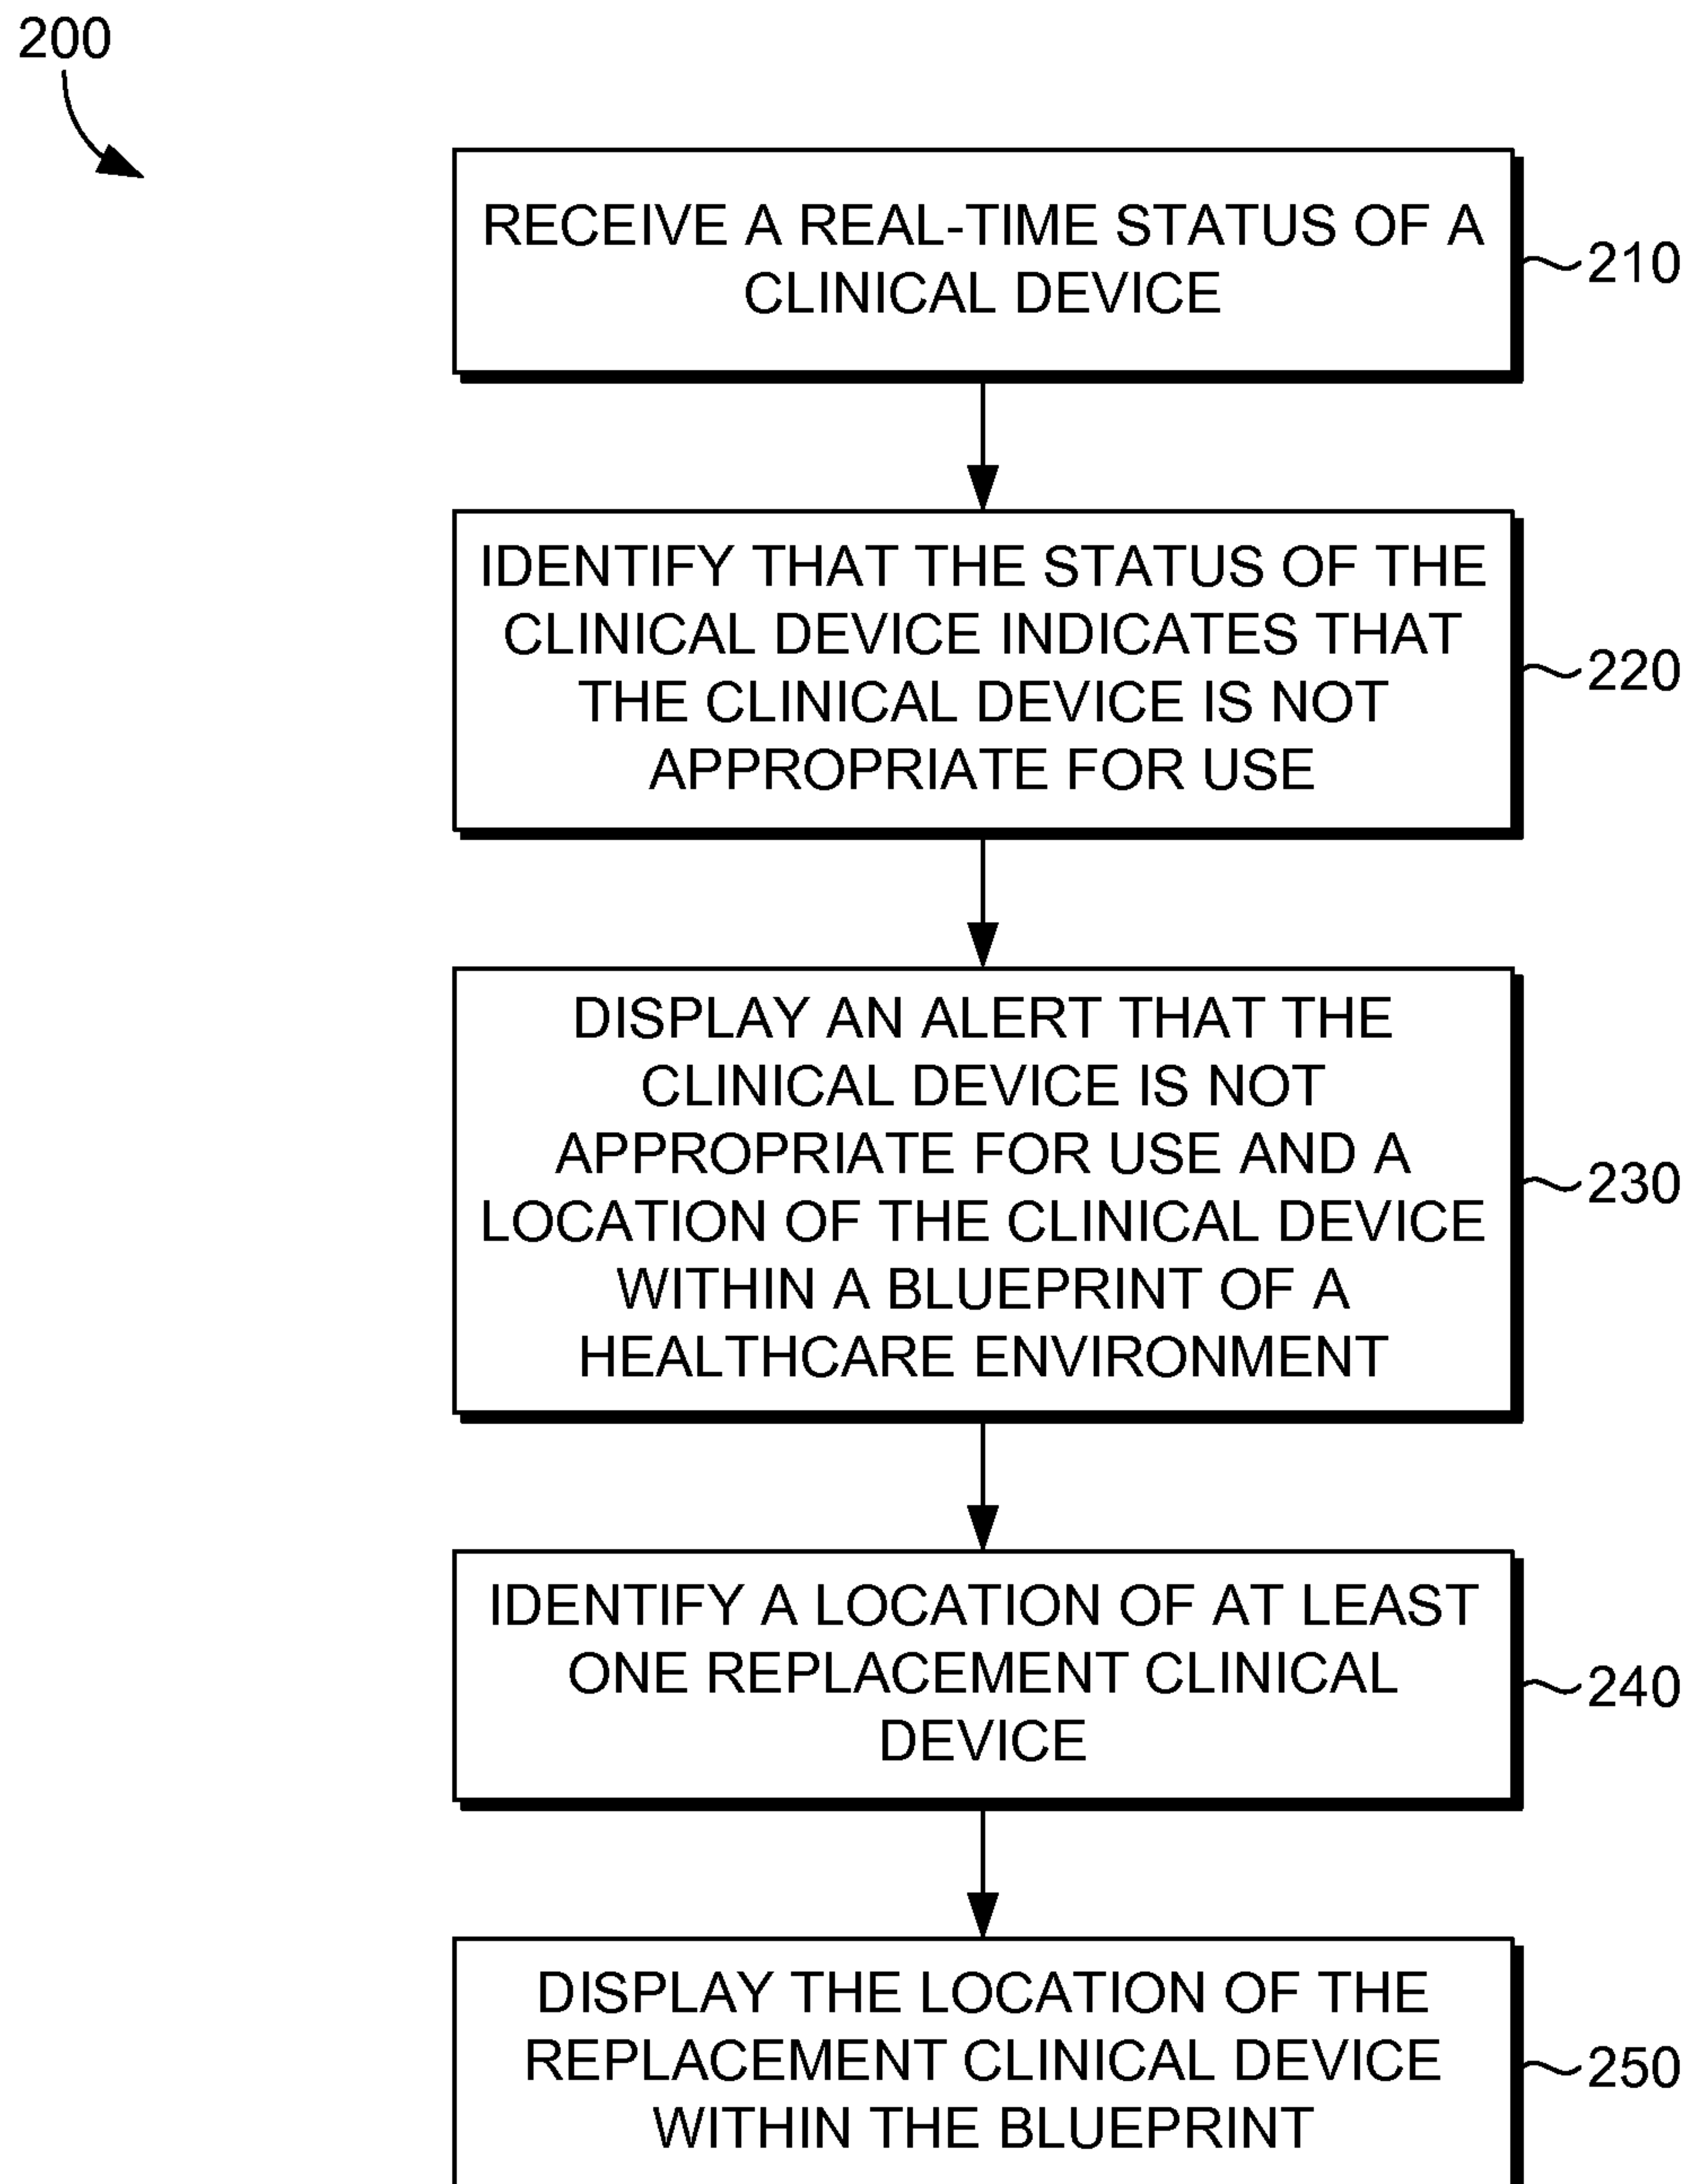 200
RECEIVE A REAL-TIME STATUS OF A
CLINICAL DEVICE
210
IDENTIFY THAT THE STATUS OF THE
CLINICAL DEVICE INDICATES THAT
THE CLINICAL DEVICE IS NOT
APPROPRIATE FOR USE
220
DISPLAY AN ALERT THAT THE
CLINICAL DEVICE IS NOT
APPROPRIATE FOR USE AND A
LOCATION OF THE CLINICAL DEVICE
WITHIN A BLUEPRINT OF A
HEALTHCARE ENVIRONMENT
230
IDENTIFY A LOCATION OF AT LEAST
ONE REPLACEMENT CLINICAL
DEVICE
240
DISPLAY THE LOCATION OF THE
REPLACEMENT CLINICAL DEVICE
WITHIN THE BLUEPRINT
250